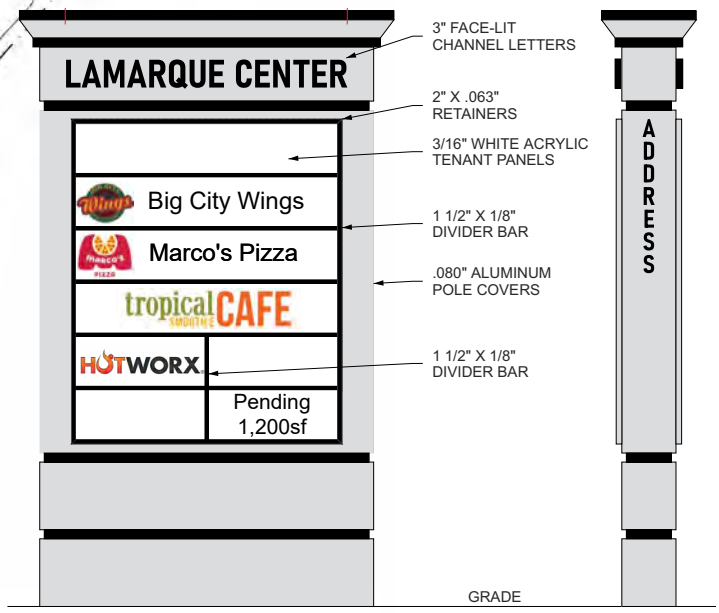 LAMARQUE CENTER
Wings
Big City Wings
marco's
PIZZA
Marco's Pizza
tropical
SMOOTHIE
CAFE
HOTWORX
Pending
1,200sf
3" FACE-LIT
CHANNEL LETTERS
2" X .063"
RETAINERS
3/16" WHITE ACRYLIC
TENANT PANELS
1 1/2" X 1/8"
DIVIDER BAR
.080" ALUMINUM
POLE COVERS
1 1/2" X 1/8"
DIVIDER BAR
ADDRESS
GRADE